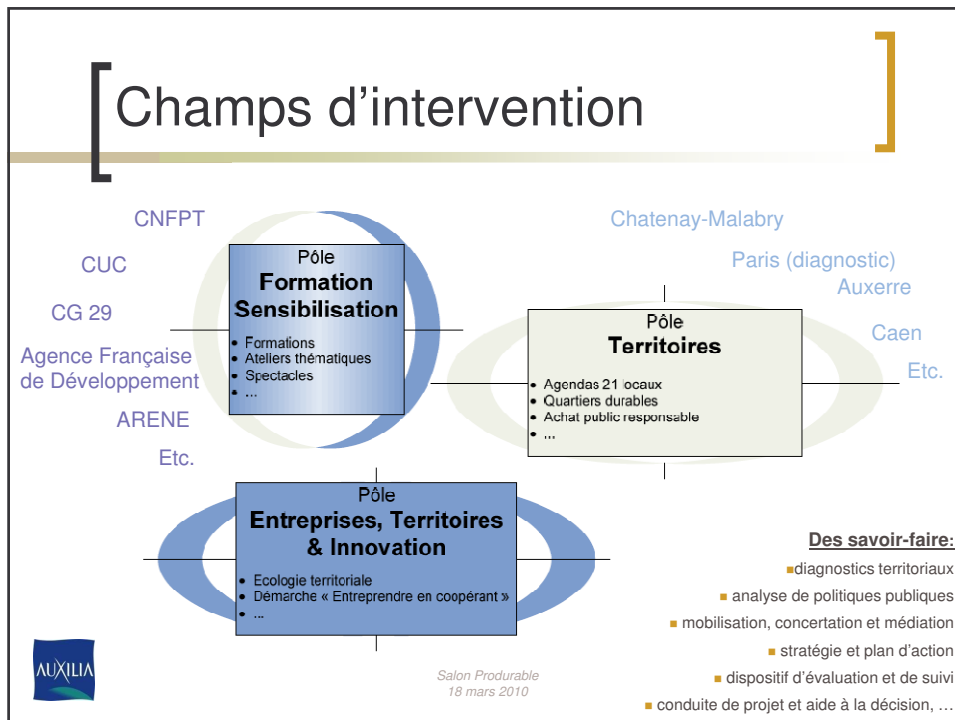 Champs d'intervention
CNFPT
CUC
CG 29
Agence Française
de Développement
ARENE
Etc.
Pôle
Formation
Sensibilisation
• Formations
• Ateliers thématiques
• Spectacles
• ...
Chatenay-Malabry
Paris (diagnostic)
Auxerre
Caen
Etc.
Pôle
Territoires
• Agendas 21 locaux
• Quartiers durables
• Achat public responsable
• ...
Pôle
Entreprises, Territoires
& Innovation
• Ecologie territoriale
• Démarche « Entreprendre en coopérant »
• ...
Des savoir-faire:
■diagnostics territoriaux
■ analyse de politiques publiques
■ mobilisation, concertation et médiation
■ stratégie et plan d'action
■ dispositif d'évaluation et de suivi
■ conduite de projet et aide à la décision, …
AUXILIA
Salon Produrable
18 mars 2010